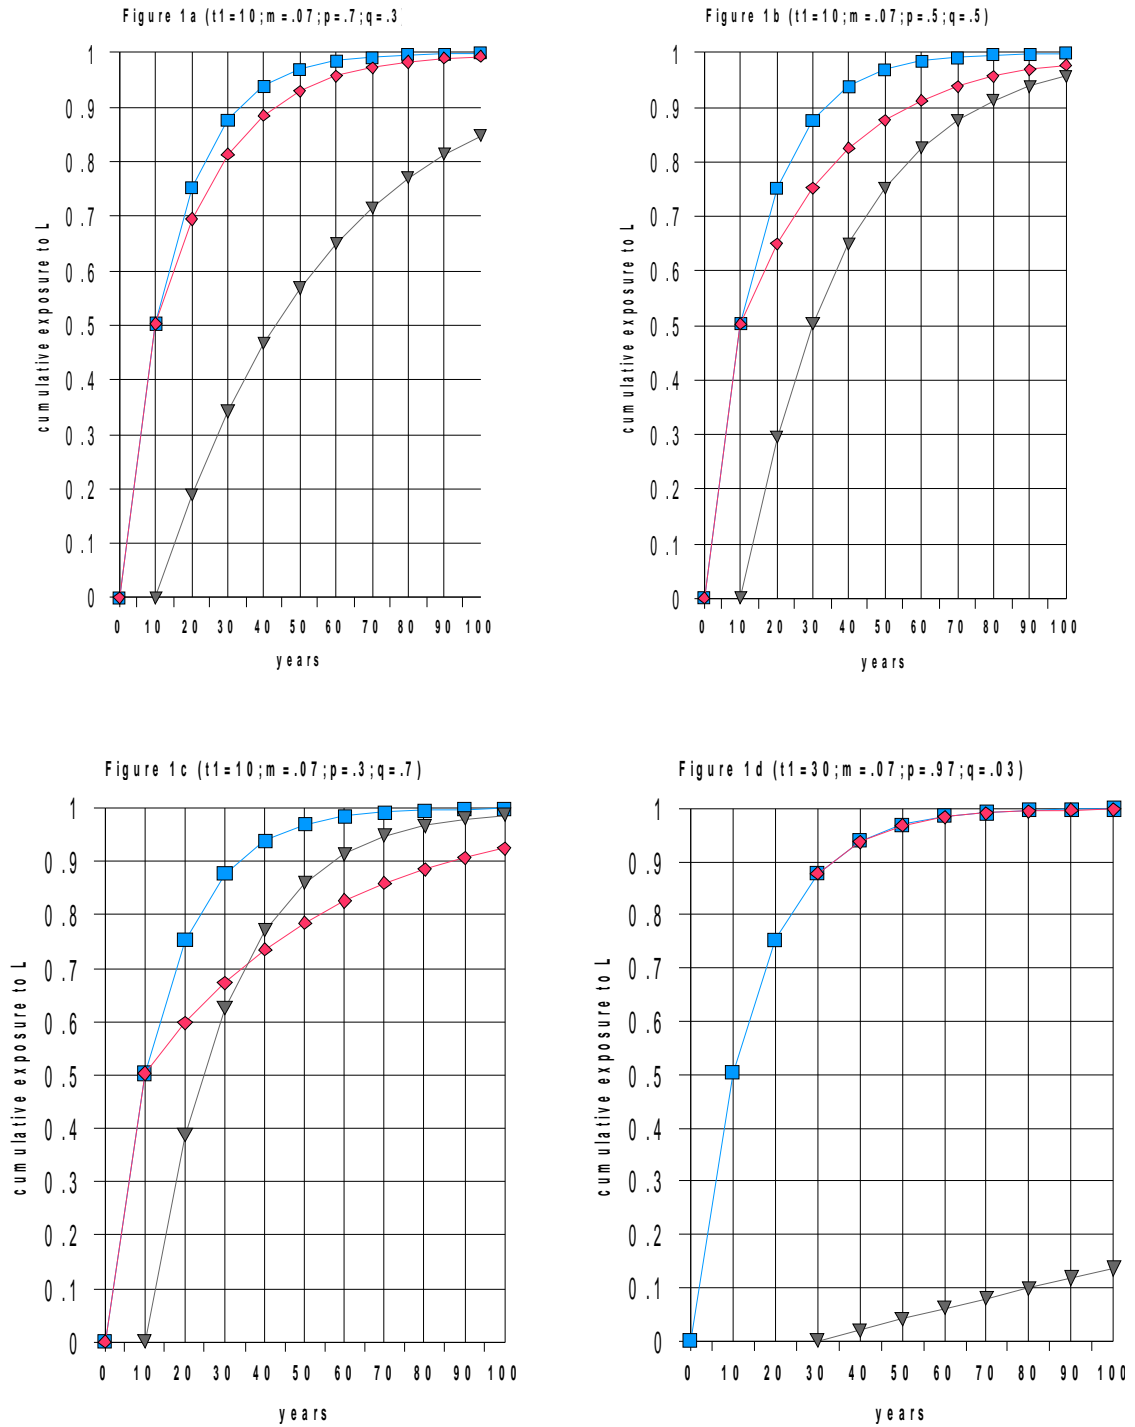 Figure 1a (t1=10;m=.07;p=.7;q=.3
1
0.9
0.8
0.7
0.6
0.5
0.4
0.3
0.2
0.1
0
cumulative exposure to L
0 10 20 30 40 50 60 70 80 90 100
years
Figure 1b (t1=10;m=.07;p=.5;q=.5)
1
0.9
0.8
0.7
0.6
0.5
0.4
0.3
0.2
0.1
0
cumulative exposure to L
0 10 20 30 40 50 60 70 80 90 100
years
Figure 1c (t1=10;m=.07;p=.3;q=.7)
1
0.9
0.8
0.7
0.6
0.5
0.4
0.3
0.2
0.1
0
cumulative exposure to L
0 10 20 30 40 50 60 70 80 90 100
years
Figure 1d (t1=30;m=.07;p=.97;q=.03)
1
0.9
0.8
0.7
0.6
0.5
0.4
0.3
0.2
0.1
0
cumulative exposure to L
0 10 20 30 40 50 60 70 80 90 100
years